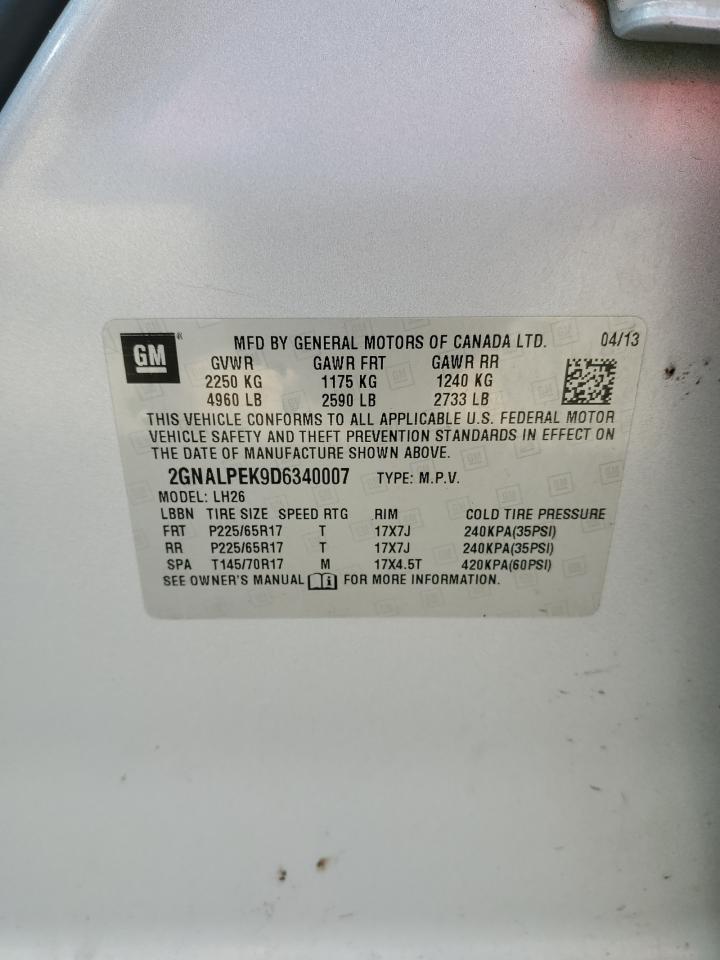 GM® MFD BY GENERAL MOTORS OF CANADA LTD. 04/13
GVWR GAWR FRT GAWR RR
2250 KG 1175 KG 1240 KG
4960 LB 2590 LB 2733 LB
THIS VEHICLE CONFORMS TO ALL APPLICABLE U.S. FEDERAL MOTOR
VEHICLE SAFETY AND THEFT PREVENTION STANDARDS IN EFFECT ON
THE DATE OF MANUFACTURE SHOWN ABOVE.
2GNALPEK9D6340007 TYPE: M.P.V.
MODEL: LH26
LBBN TIRE SIZE SPEED RTG RIM COLD TIRE PRESSURE
FRT P225/65R17 T 17X7J 240KPA(35PSI)
RR P225/65R17 T 17X7J 240KPA(35PSI)
SPA T145/70R17 M 17X4.5T 420KPA(60PSI)
SEE OWNER'S MANUAL i FOR MORE INFORMATION.